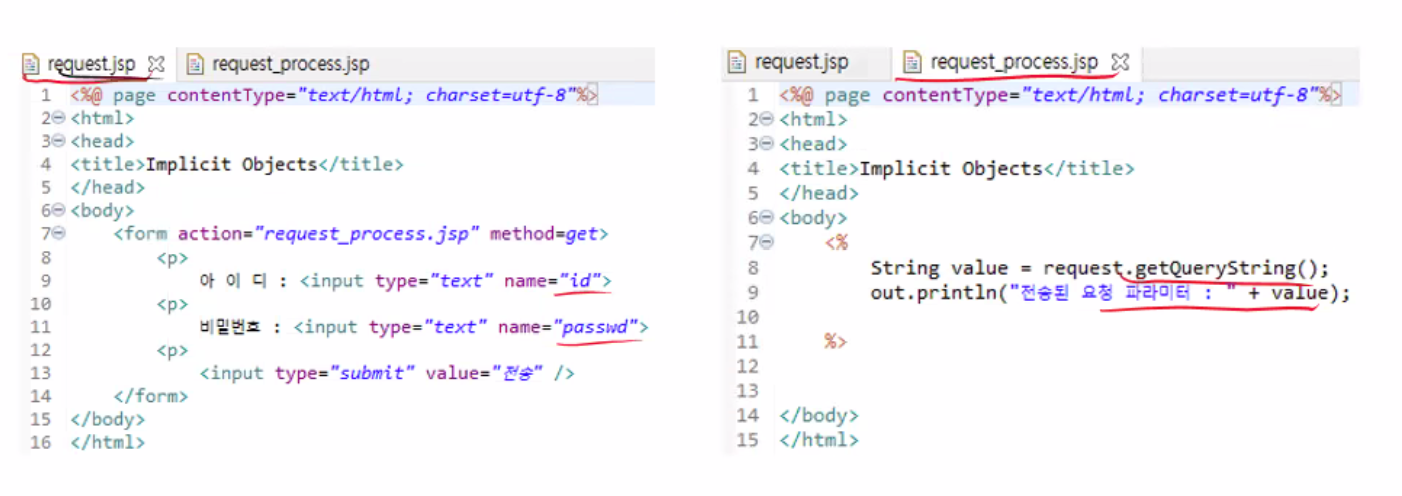 request.jsp request_process.jsp
1 <%@ page contentType="text/html; charset=utf-8"%>
2 <html>
3 <head>
4 <title>Implicit Objects</title>
5 </head>
6 <body>
7 <form action="request_process.jsp" method=get>
8 <p>
9 아 이 디 : <input type="text" name="id">
10 <p>
11 비밀번호 : <input type="text" name="passwd">
12 <p>
13 <input type="submit" value="전송" />
14 </form>
15 </body>
16 </html>
request.jsp request_process.jsp
1 <%@ page contentType="text/html; charset=utf-8"%>
2 <html>
3 <head>
4 <title>Implicit Objects</title>
5 </head>
6 <body>
7 <%
8 String value = request.getQueryString();
9 out.println("전송된 요청 파라미터 : " + value);
10
11 %>
12
13
14 </body>
15 </html>